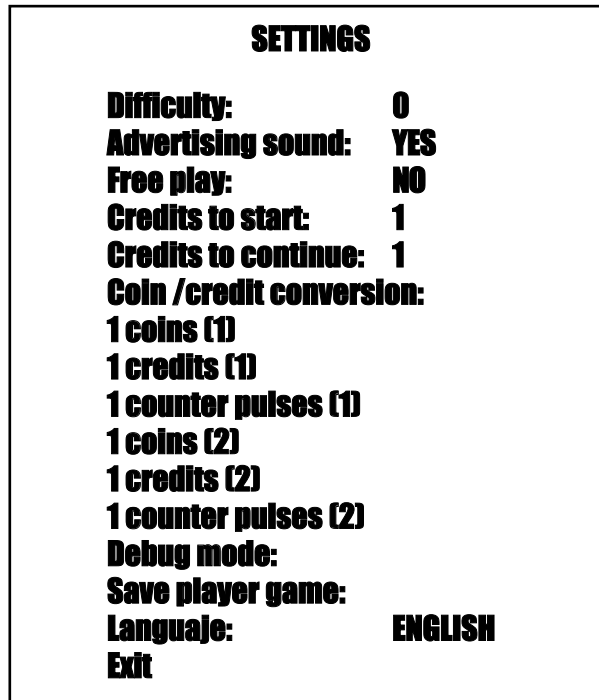 SETTINGS
Difficulty: 0
Advertising sound: YES
Free play: NO
Credits to start: 1
Credits to continue: 1
Coin /credit conversion:
1 coins (1)
1 credits (1)
1 counter pulses (1)
1 coins (2)
1 credits (2)
1 counter pulses (2)
Debug mode:
Save player game:
Languaje: ENGLISH
Exit